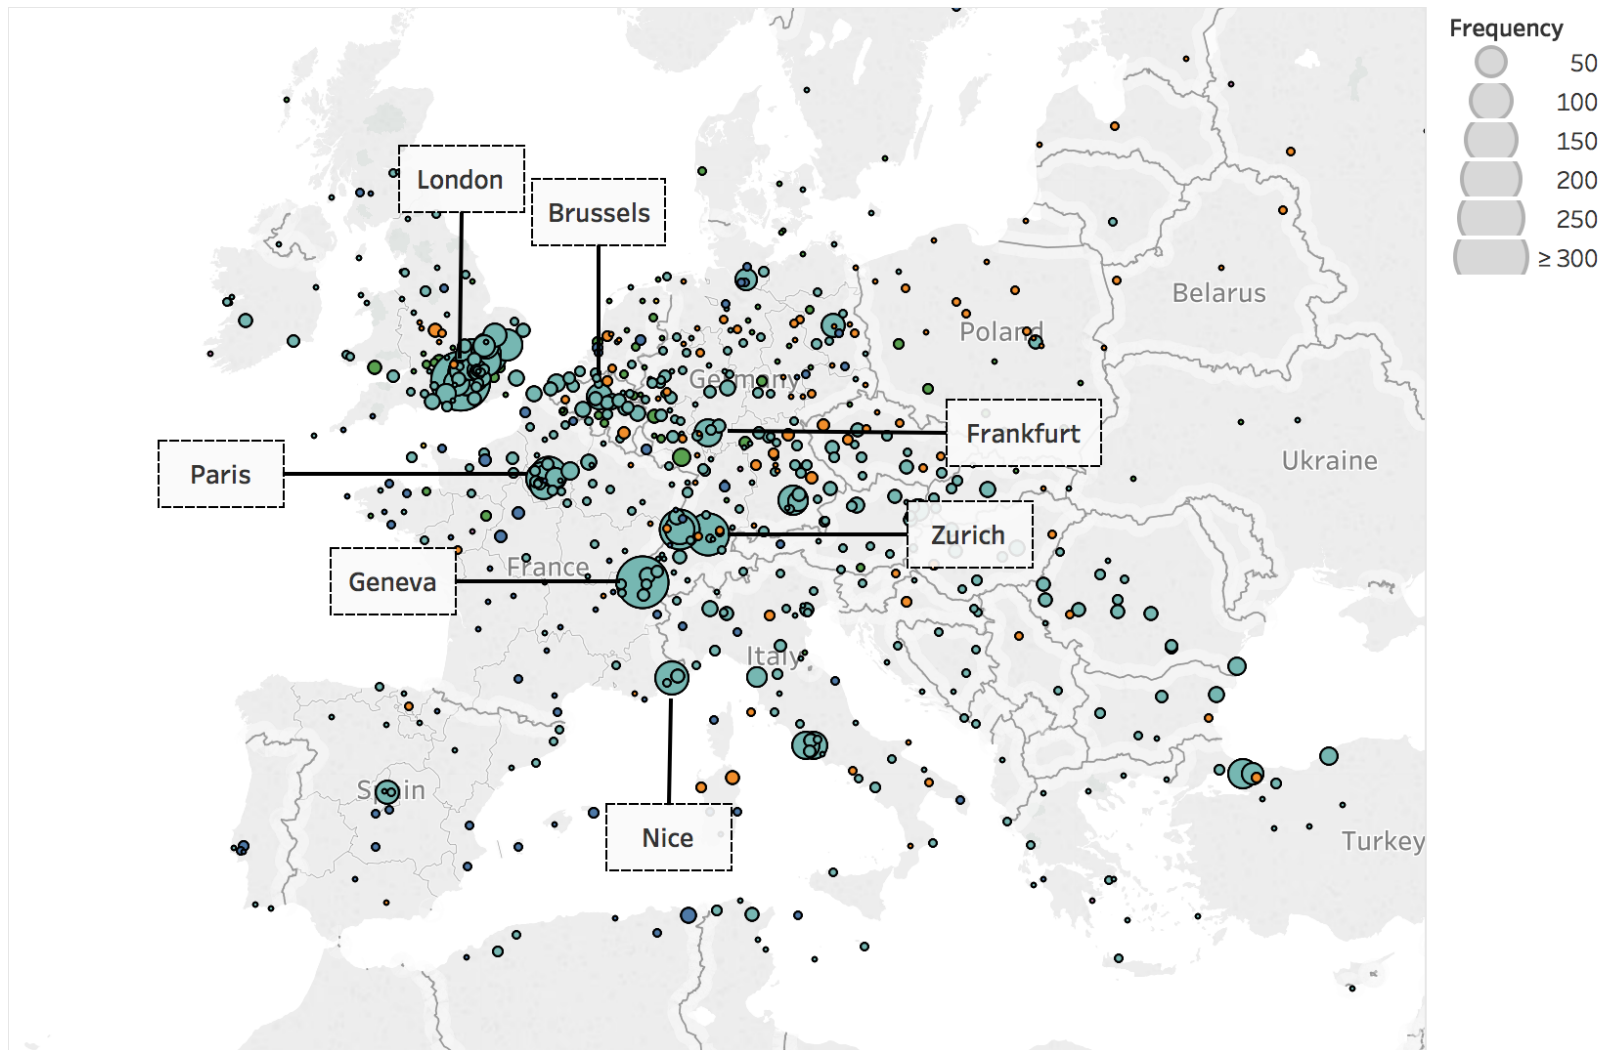 Frequency
50
100
150
200
250
≥ 300
London
Brussels
Belarus
Poland
Germany
Frankfurt
Ukraine
Paris
Zurich
France
Geneva
Italy
Spain
Nice
Turkey